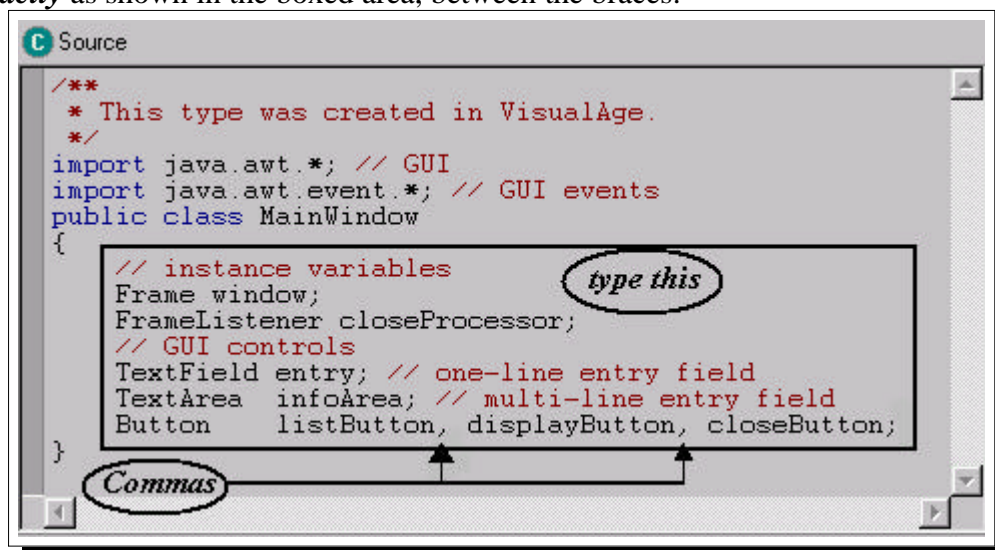 as shown in the boxed area, between the braces.
C Source
/**
 * This type was created in VisualAge.
 */
import java.awt.*; // GUI
import java.awt.event.*; // GUI events
public class MainWindow
{
// instance variables
type this
Frame window;
FrameListener closeProcessor;
// GUI controls
TextField entry; // one-line entry field
TextArea  infoArea; // multi-line entry field
Button    listButton, displayButton, closeButton;
}
Commas